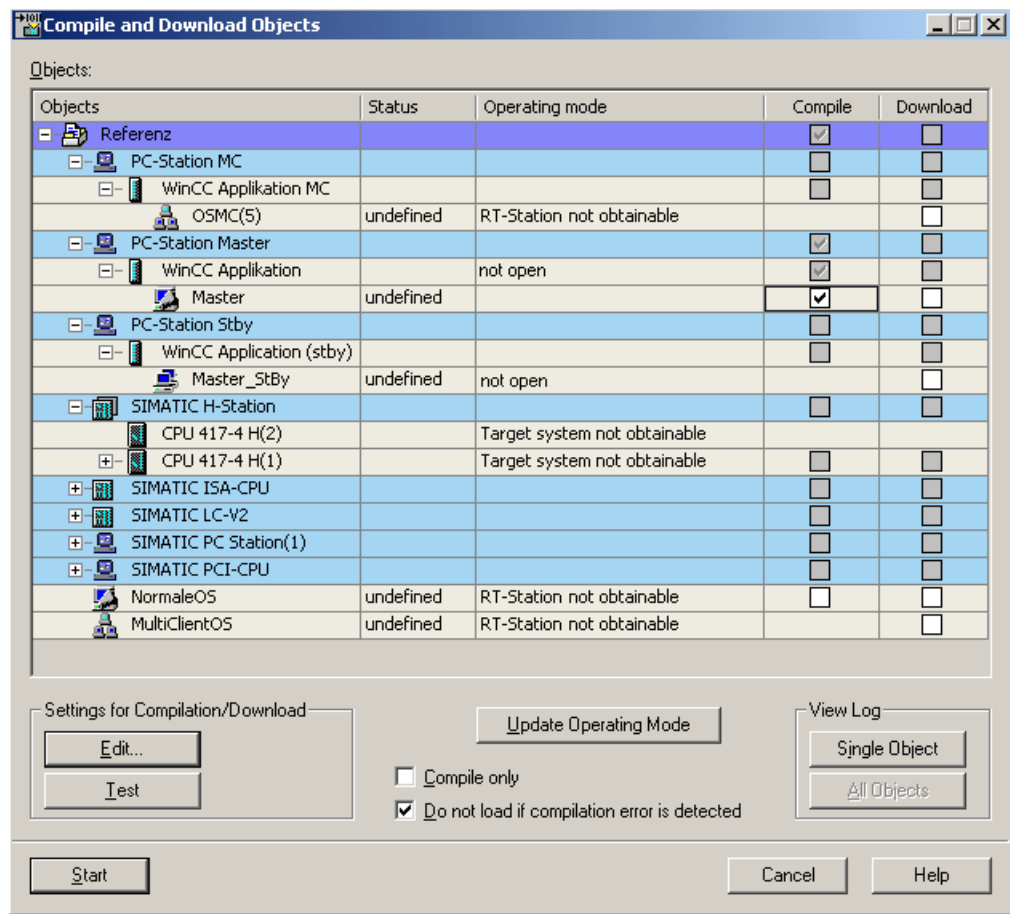 Compile and Download Objects
Objects:
Objects Status Operating mode Compile Download
Referenz
PC-Station MC
WinCC Applikation MC
OSMC(5) undefined RT-Station not obtainable
PC-Station Master
WinCC Applikation not open
Master undefined
PC-Station Stby
WinCC Application (stby)
Master_StBy undefined not open
SIMATIC H-Station
CPU 417-4 H(2) Target system not obtainable
CPU 417-4 H(1) Target system not obtainable
SIMATIC ISA-CPU
SIMATIC LC-V2
SIMATIC PC Station(1)
SIMATIC PCI-CPU
NormaleOS undefined RT-Station not obtainable
MultiClientOS undefined RT-Station not obtainable
Settings for Compilation/Download View Log
Update Operating Mode
Edit... Single Object
Compile only
Test All Objects
Do not load if compilation error is detected
Start Cancel Help